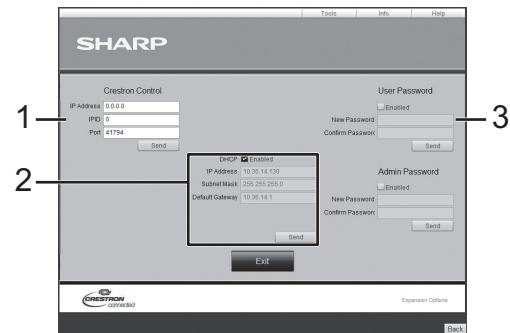 Tools Info Help
SHARP
Crestron Control
IP Address 0.0.0.0
IPID 0
Port 41794
Send
1
DHCP Enabled
IP Address 10.36.14.130
Subnet Mask 255.255.255.0
Default Gateway 10.36.14.1
Send
2
User Password
Enabled
New Password
Confirm Passworc
Send
3
Admin Password
Enabled
New Password
Confirm Passworc
Send
Exit
CRESTRON
connected
Expansion Options
Back